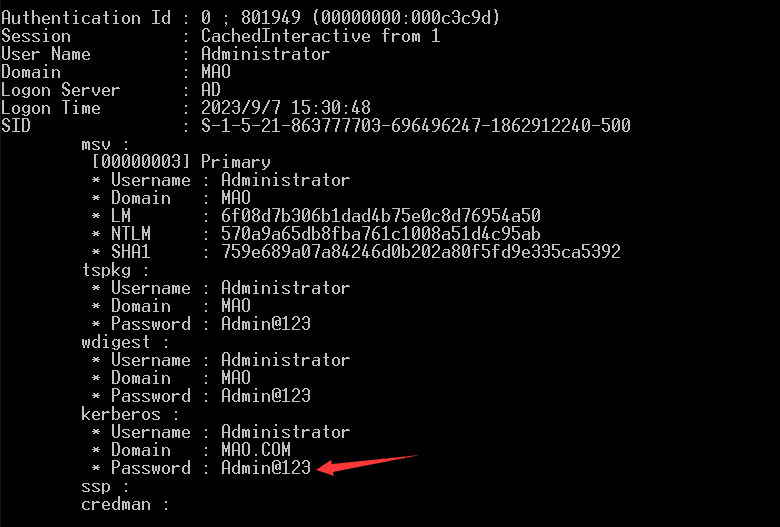 Authentication Id : 0 ; 801949 (00000000:000c3c9d)
Session           : CachedInteractive from 1
User Name         : Administrator
Domain            : MAO
Logon Server      : AD
Logon Time        : 2023/9/7 15:30:48
SID               : S-1-5-21-863777703-696496247-1862912240-500
        msv :
         [00000003] Primary
         * Username : Administrator
         * Domain   : MAO
         * LM       : 6f08d7b306b1dad4b75e0c8d76954a50
         * NTLM     : 570a9a65db8fba761c1008a51d4c95ab
         * SHA1     : 759e689a07a84246d0b202a80f5fd9e335ca5392
        tspkg :
         * Username : Administrator
         * Domain   : MAO
         * Password : Admin@123
        wdigest :
         * Username : Administrator
         * Domain   : MAO
         * Password : Admin@123
        kerberos :
         * Username : Administrator
         * Domain   : MAO.COM
         * Password : Admin@123
        ssp :
        credman :